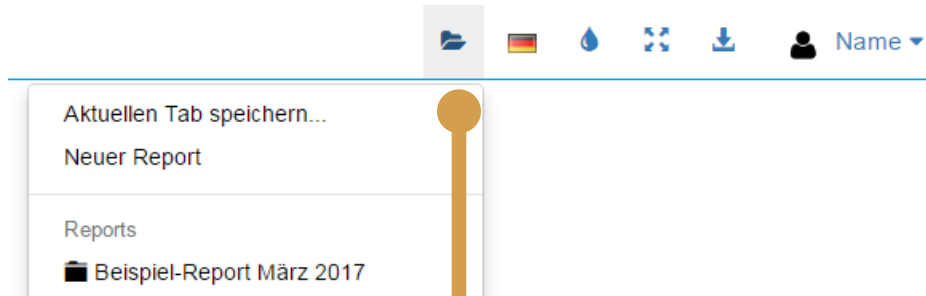 Name
Aktuellen Tab speichern...
Neuer Report
Reports
Beispiel-Report März 2017